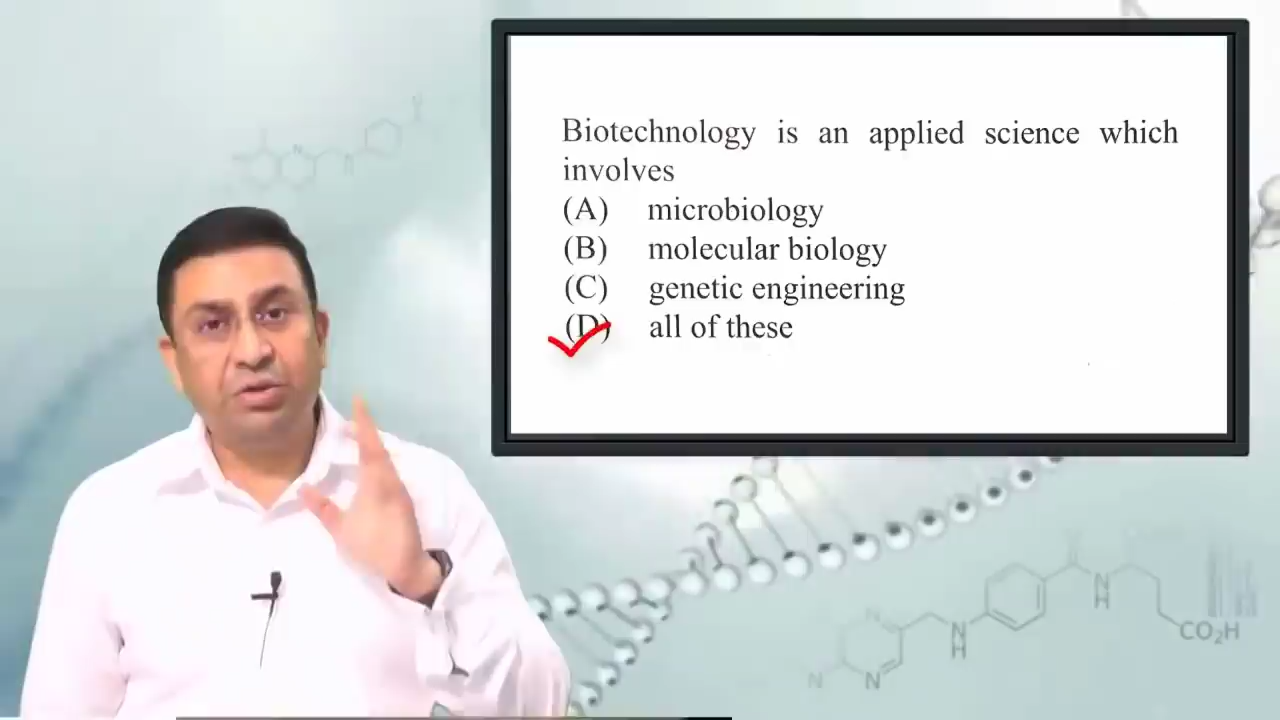 Biotechnology is an applied science which
involves
(A) microbiology
(B) molecular biology
(C) genetic engineering
(D) all of these
N
H
N
H
CO₂H
N
N